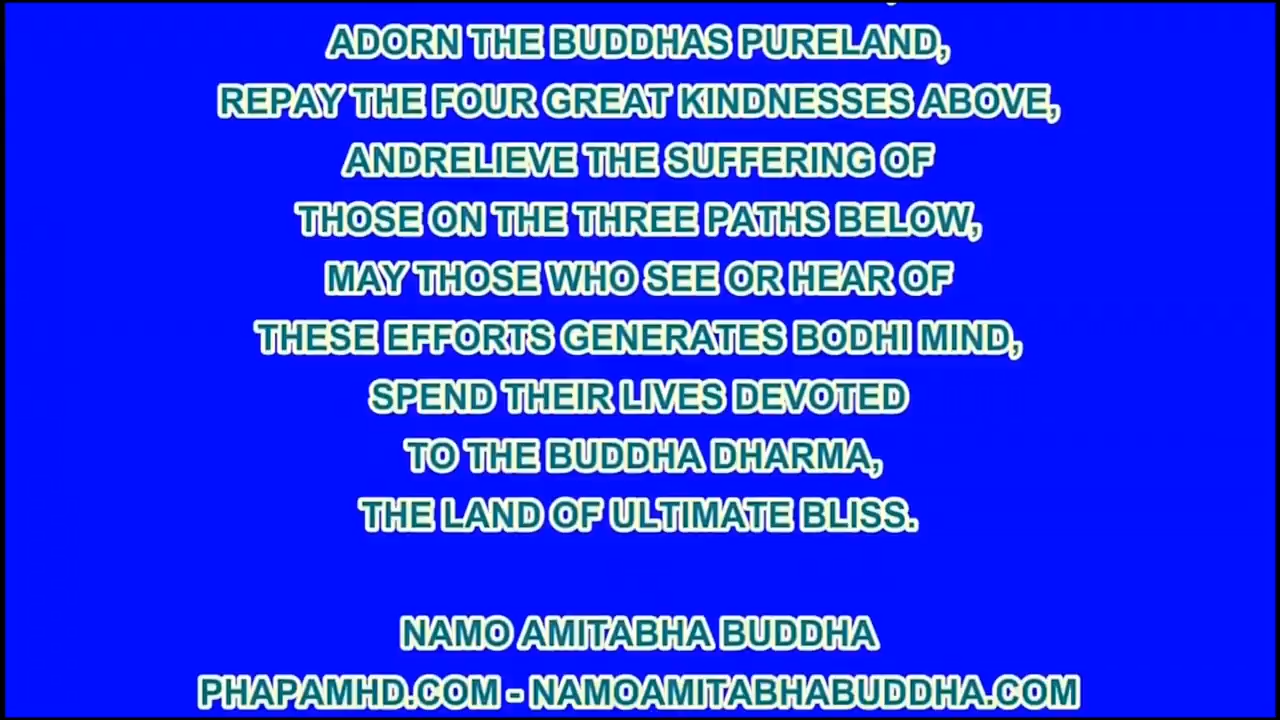 ADORN THE BUDDHAS PURELAND,
REPAY THE FOUR GREAT KINDNESSES ABOVE,
ANDRELIEVE THE SUFFERING OF
THOSE ON THE THREE PATHS BELOW,
MAY THOSE WHO SEE OR HEAR OF
THESE EFFORTS GENERATES BODHI MIND,
SPEND THEIR LIVES DEVOTED
TO THE BUDDHA DHARMA,
THE LAND OF ULTIMATE BLISS.
NAMO AMITABHA BUDDHA
PHAPAMHD.COM - NAMOAMITABHABUDDHA.COM